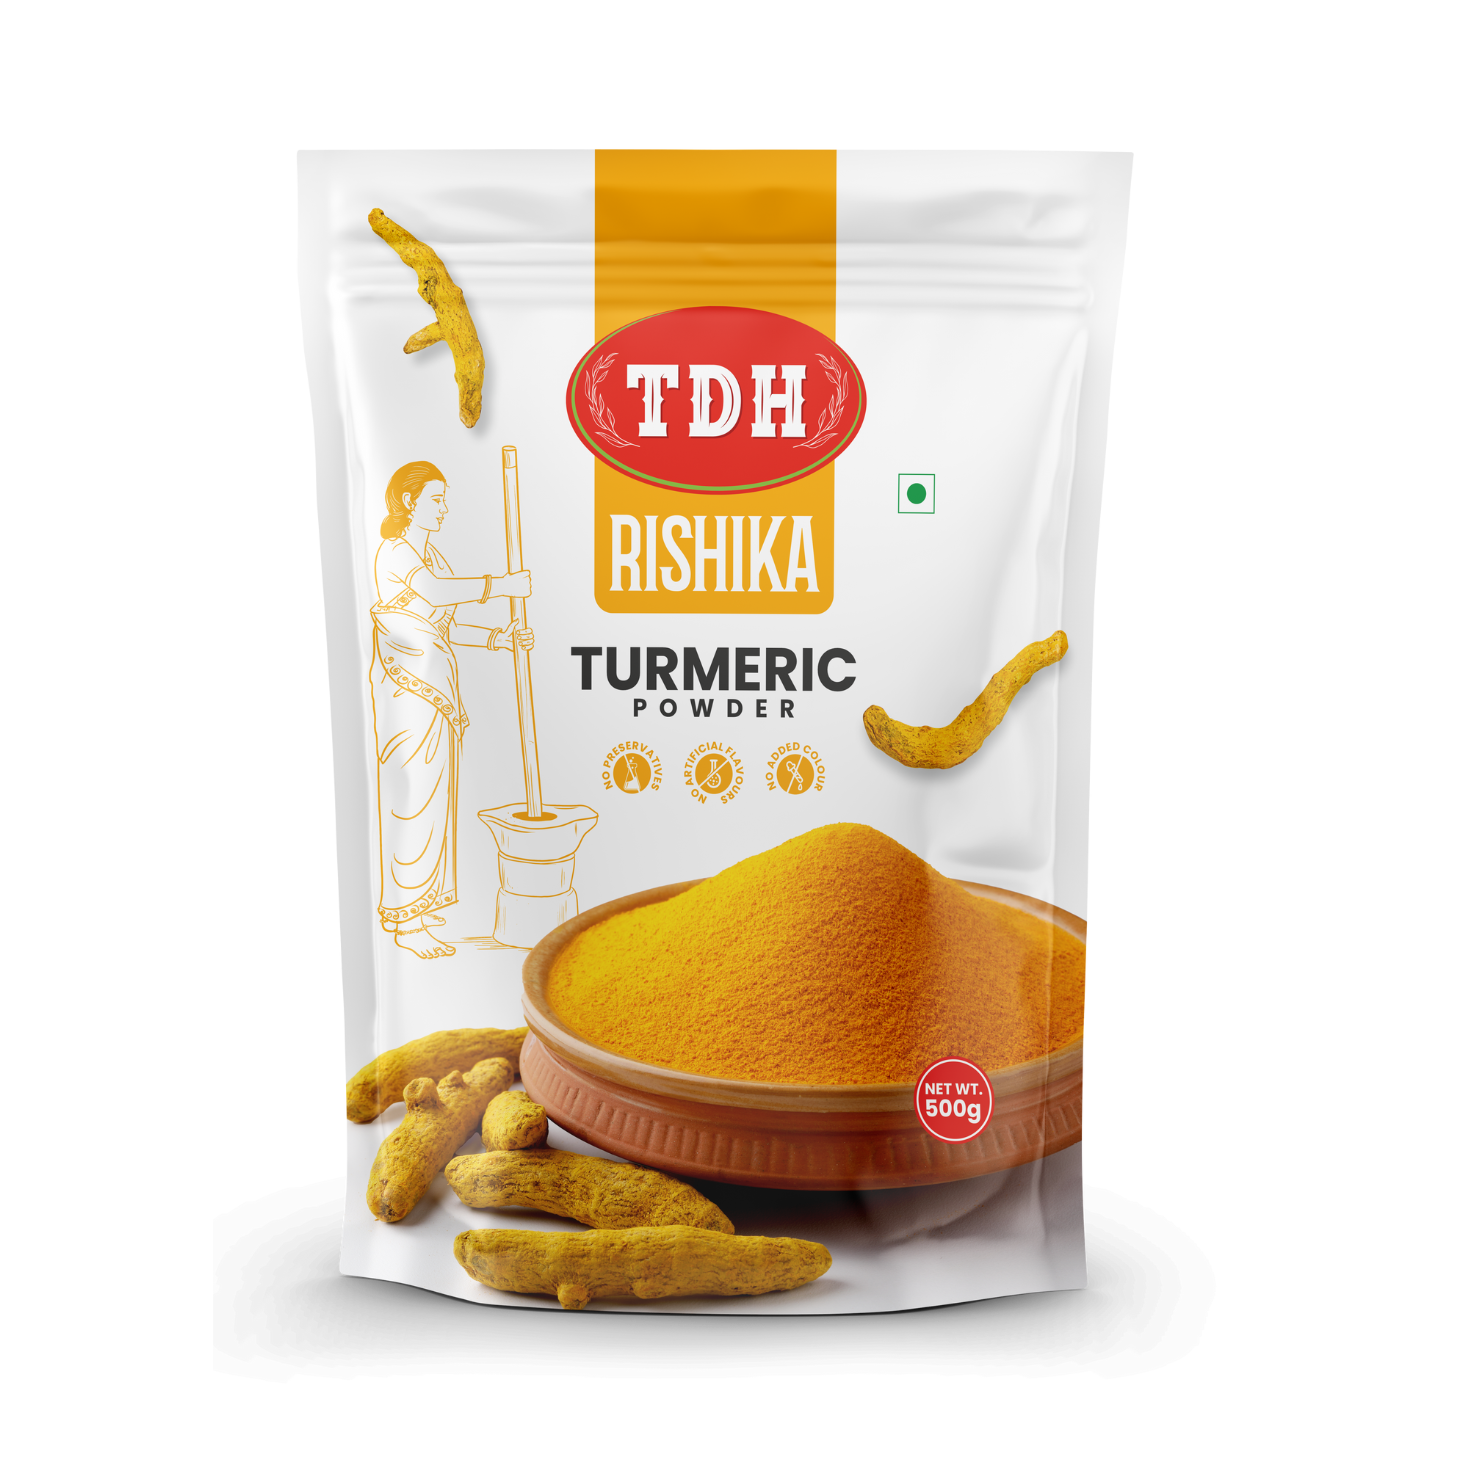 TDH
RISHIKA
TURMERIC
POWDER
NO PRESERVATIVES
NO ARTIFICIAL FLAVOURS
NO ADDED COLOUR
NET WT.
500g